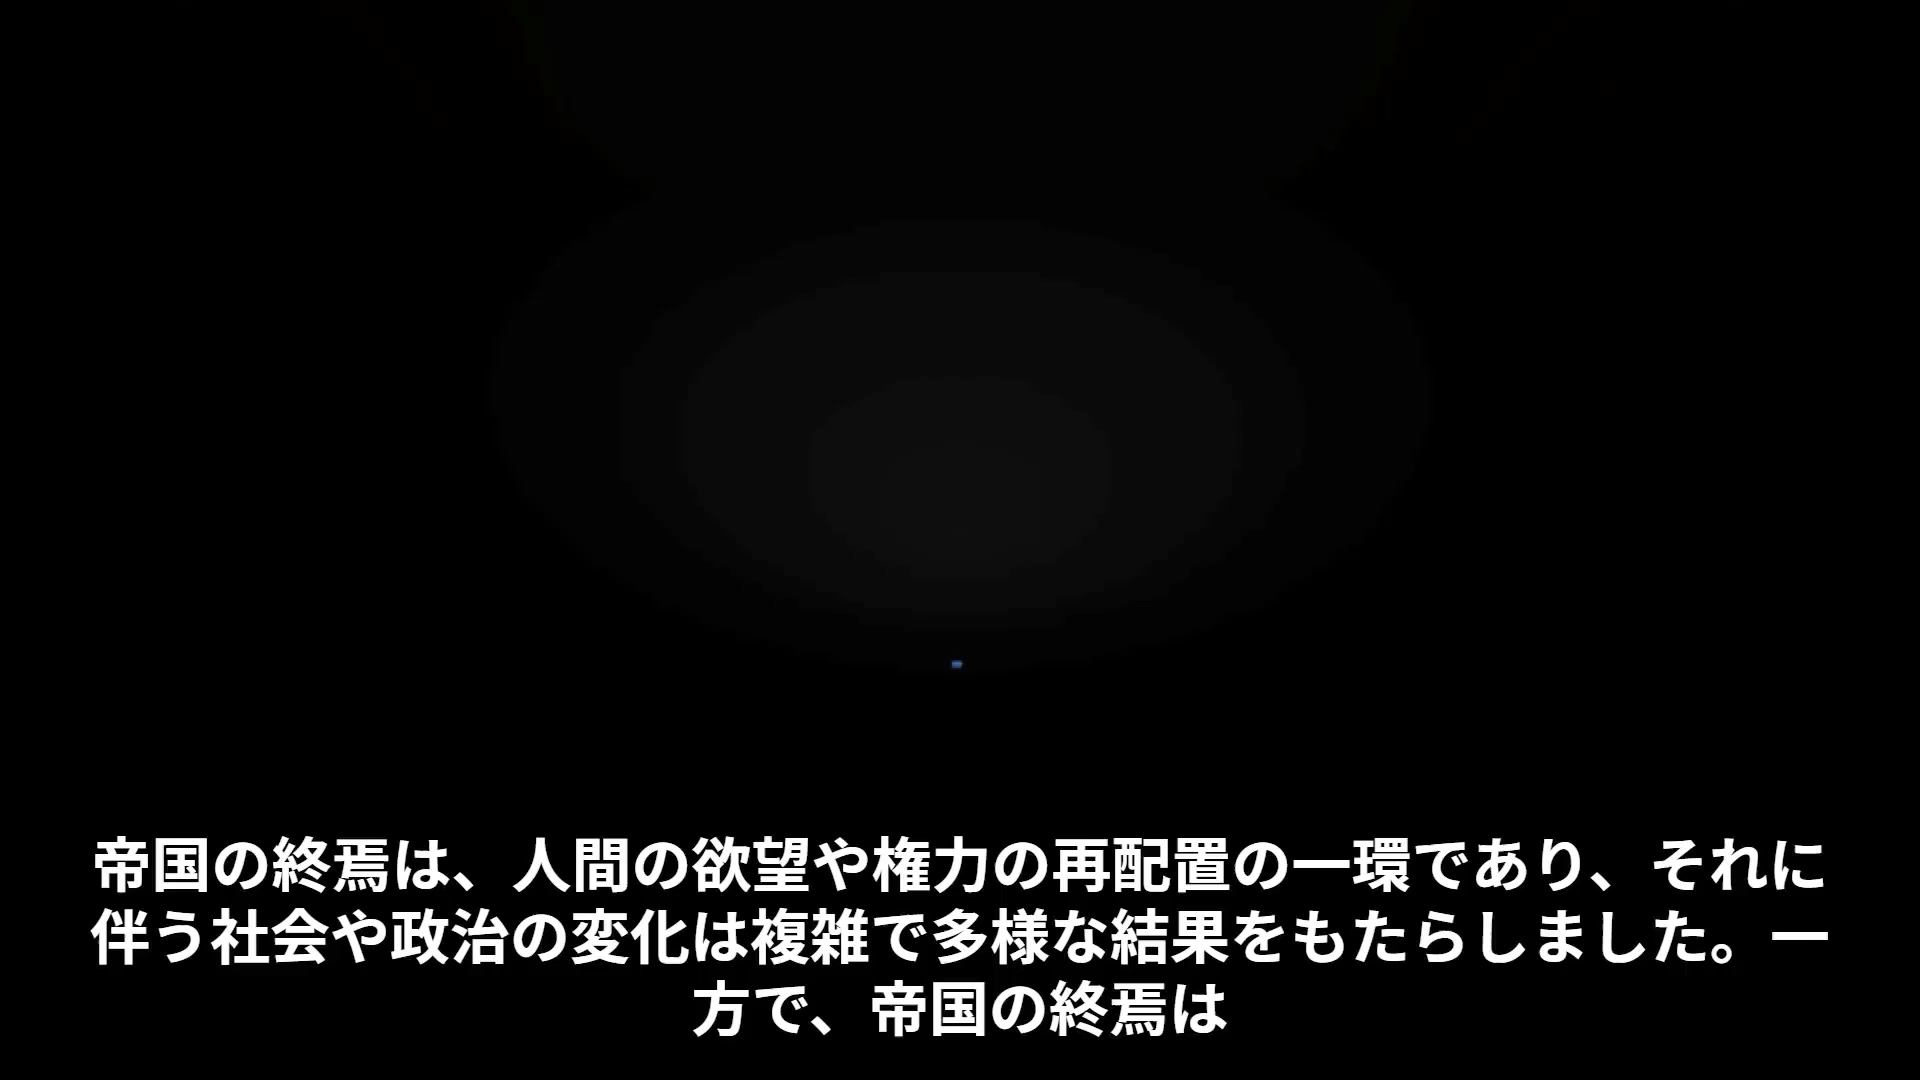 帝国の終焉は、人間の欲望や権力の再配置の一環であり、それに
伴う社会や政治の変化は複雑で多様な結果をもたらしました。一
方で、帝国の終焉は